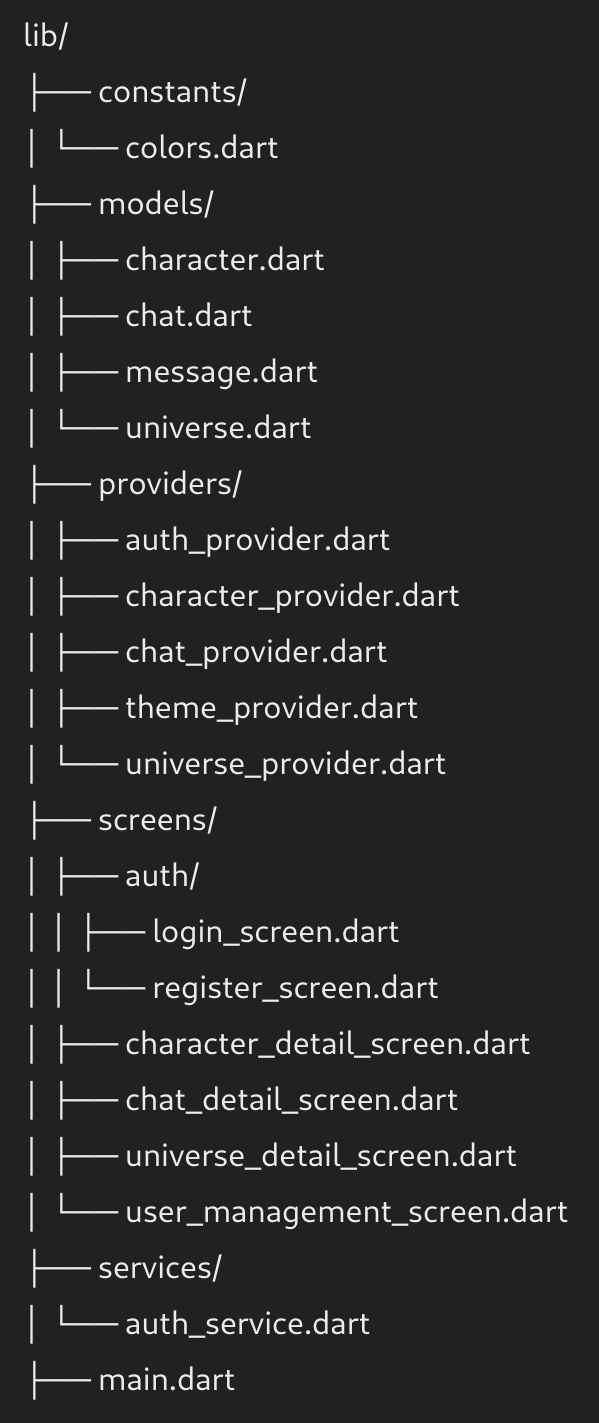 lib/
├── constants/
│ └── colors.dart
├── models/
│ ├── character.dart
│ ├── chat.dart
│ ├── message.dart
│ └── universe.dart
├── providers/
│ ├── auth_provider.dart
│ ├── character_provider.dart
│ ├── chat_provider.dart
│ ├── theme_provider.dart
│ └── universe_provider.dart
├── screens/
│ ├── auth/
│ │ ├── login_screen.dart
│ │ └── register_screen.dart
│ ├── character_detail_screen.dart
│ ├── chat_detail_screen.dart
│ ├── universe_detail_screen.dart
│ └── user_management_screen.dart
├── services/
│ └── auth_service.dart
├── main.dart